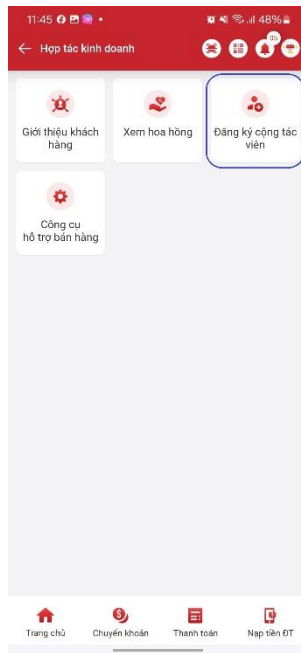 11:45
48%
Hợp tác kinh doanh
Giới thiệu khách
hàng
Xem hoa hồng
Đăng ký cộng tác
viên
Công cụ
hỗ trợ bán hàng
Trang chủ
Chuyển khoản
Thanh toán
Nạp tiền ĐT